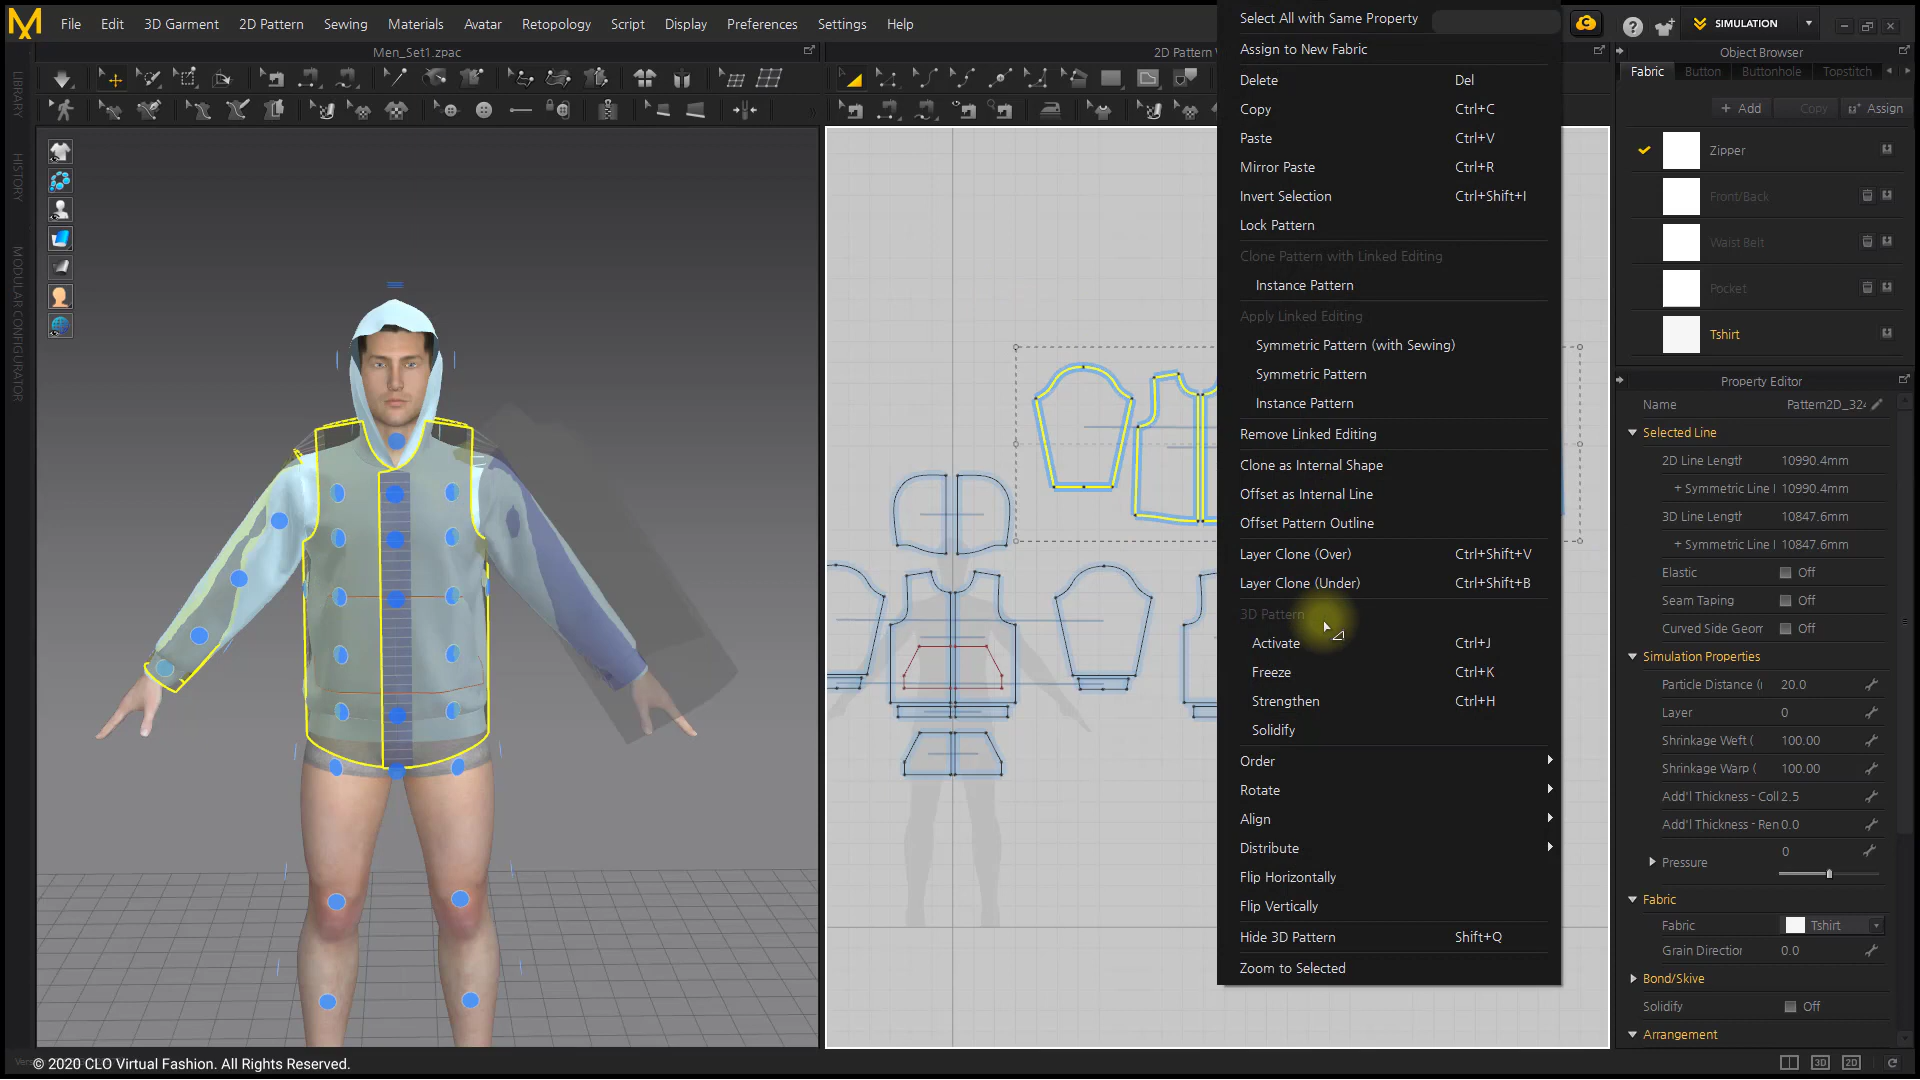 File Edit 3D Garment 2D Pattern Sewing Materials Avatar Retopology Script Display Preferences Settings Help
SIMULATION
Men_Set1.zpac
2D Pattern
Object Browser
Fabric Button Buttonhole Topstitch
+ Add Copy Assign
Zipper
Front/Back
Waist Belt
Pocket
Tshirt
LIBRARY
HISTORY
MODULAR CONFIGURATOR
Select All with Same Property
Assign to New Fabric
Delete Del
Copy Ctrl+C
Paste Ctrl+V
Mirror Paste Ctrl+R
Invert Selection Ctrl+Shift+I
Lock Pattern
Clone Pattern with Linked Editing
Instance Pattern
Apply Linked Editing
Symmetric Pattern (with Sewing)
Symmetric Pattern
Instance Pattern
Remove Linked Editing
Clone as Internal Shape
Offset as Internal Line
Offset Pattern Outline
Layer Clone (Over) Ctrl+Shift+V
Layer Clone (Under) Ctrl+Shift+B
3D Pattern
Activate Ctrl+J
Freeze Ctrl+K
Strengthen Ctrl+H
Solidify
Order
Rotate
Align
Distribute
Flip Horizontally
Flip Vertically
Hide 3D Pattern Shift+Q
Zoom to Selected
Property Editor
Name Pattern2D_324
Selected Line
2D Line Length 10990.4mm
+ Symmetric Line 10990.4mm
3D Line Length 10847.6mm
+ Symmetric Line 10847.6mm
Elastic Off
Seam Taping Off
Curved Side Geom Off
Simulation Properties
Particle Distance ( 20.0
Layer 0
Shrinkage Weft ( 100.00
Shrinkage Warp ( 100.00
Add'l Thickness - Coll 2.5
Add'l Thickness - Ren 0.0
Pressure 0
Fabric
Fabric Tshirt
Grain Direction 0.0
Bond/Skive
Solidify Off
Arrangement
3D 2D
© 2020 CLO Virtual Fashion. All Rights Reserved.